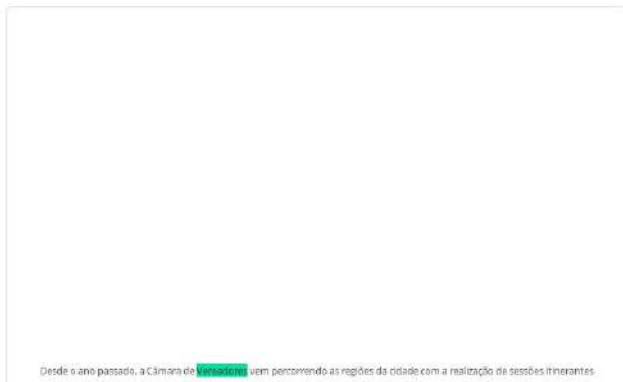 Desde o ano passado, a Câmara de Vereadores vem percorrendo as regiões da cidade com a realização de sessões itinerantes